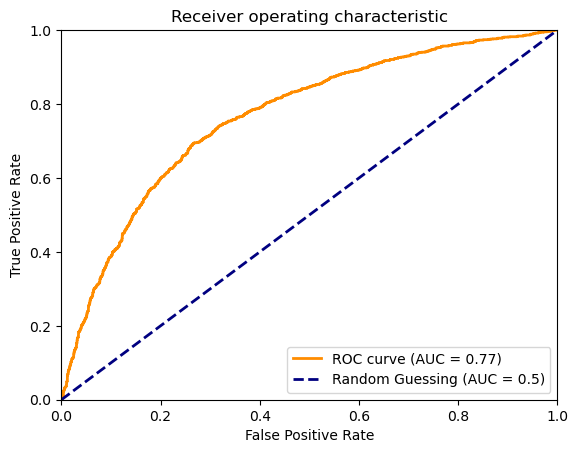 Receiver operating characteristic
1.0
0.8
0.6
0.4
0.2
0.0
True Positive Rate
ROC curve (AUC = 0.77)
Random Guessing (AUC = 0.5)
0.0 0.2 0.4 0.6 0.8 1.0
False Positive Rate